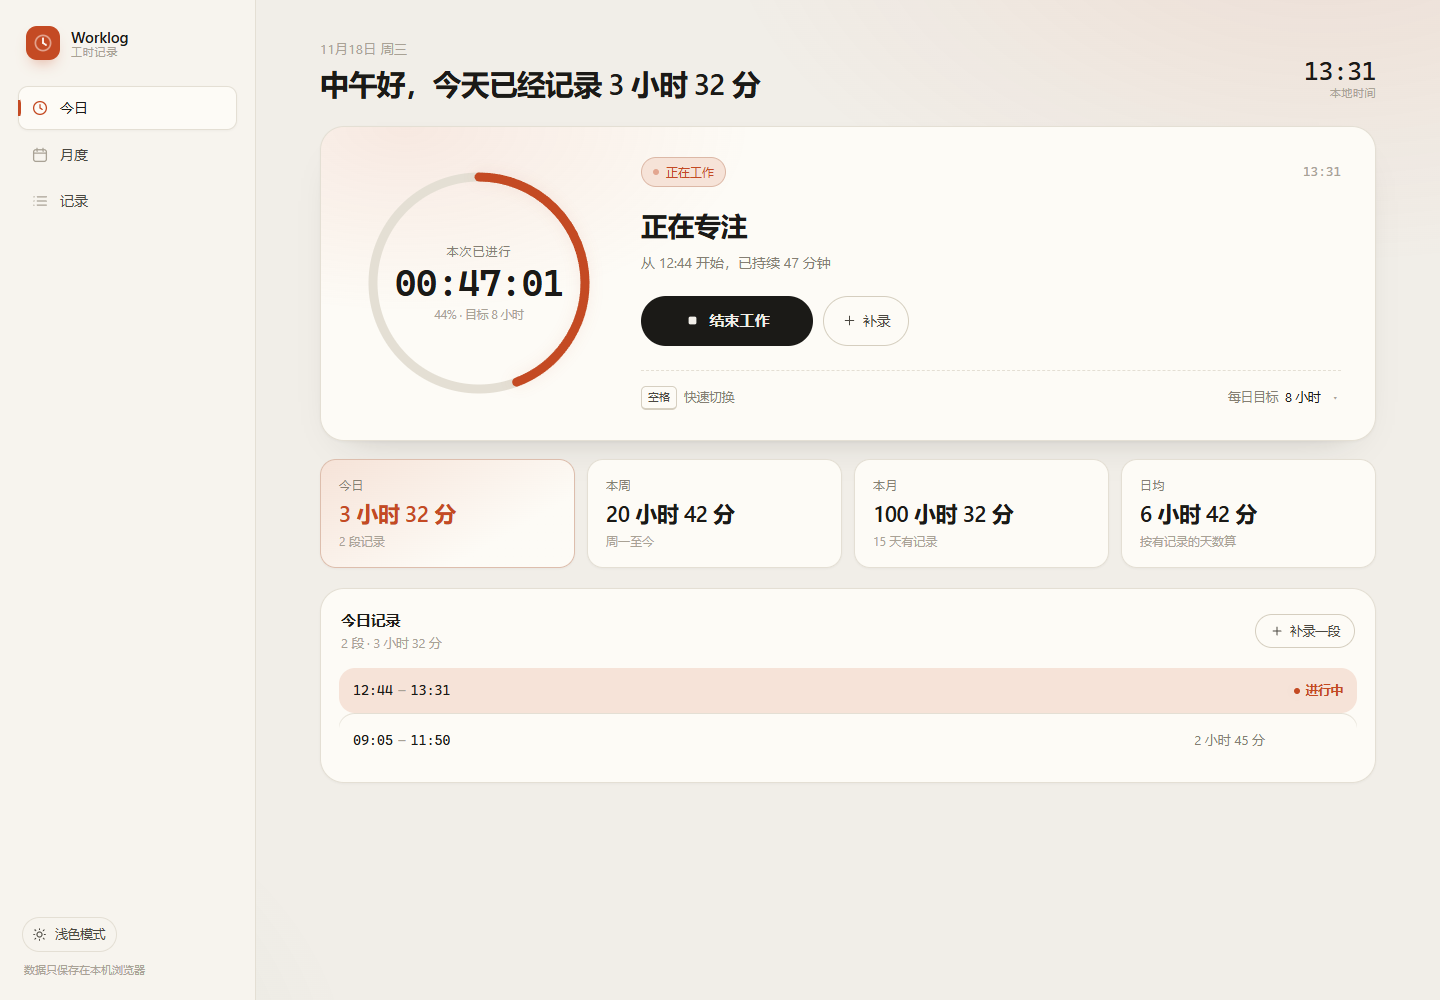 Worklog
工时记录
今日
月度
记录
浅色模式
数据只保存在本机浏览器
11月18日 周三
中午好，今天已经记录 3 小时 32 分
13:31
本地时间
本次已进行
00:47:01
44% · 目标 8 小时
正在工作
13:31
正在专注
从 12:44 开始，已持续 47 分钟
结束工作
+ 补录
空格 快速切换
每日目标 8 小时 ·
今日
3 小时 32 分
2 段记录
本周
20 小时 42 分
周一至今
本月
100 小时 32 分
15 天有记录
日均
6 小时 42 分
按有记录的天数算
今日记录
2 段 · 3 小时 32 分
+ 补录一段
12:44 – 13:31
进行中
09:05 – 11:50
2 小时 45 分